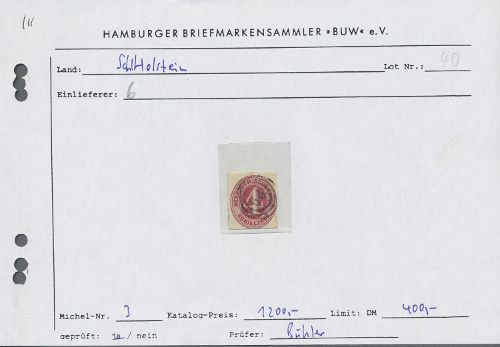 HAMBURGER BRIEFMARKENSAMMLER »BUW« e.V.
Land: Schl. Holstein Lot Nr.: 40
Einlieferer: 6
4
Michel-Nr. 3 Katalog-Preis: 1200,- Limit: DM 400,-
geprüft: ja / nein Prüfer: Bühler